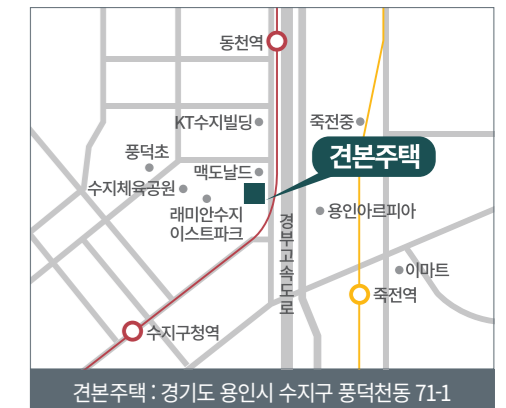 동천역
KT수지빌딩
죽전중
풍덕초
맥도날드
견본주택
수지체육공원
래미안수지
이스트파크
용인아르피아
경부고속도로
이마트
죽전역
수지구청역
견본주택 : 경기도 용인시 수지구 풍덕천동 71-1